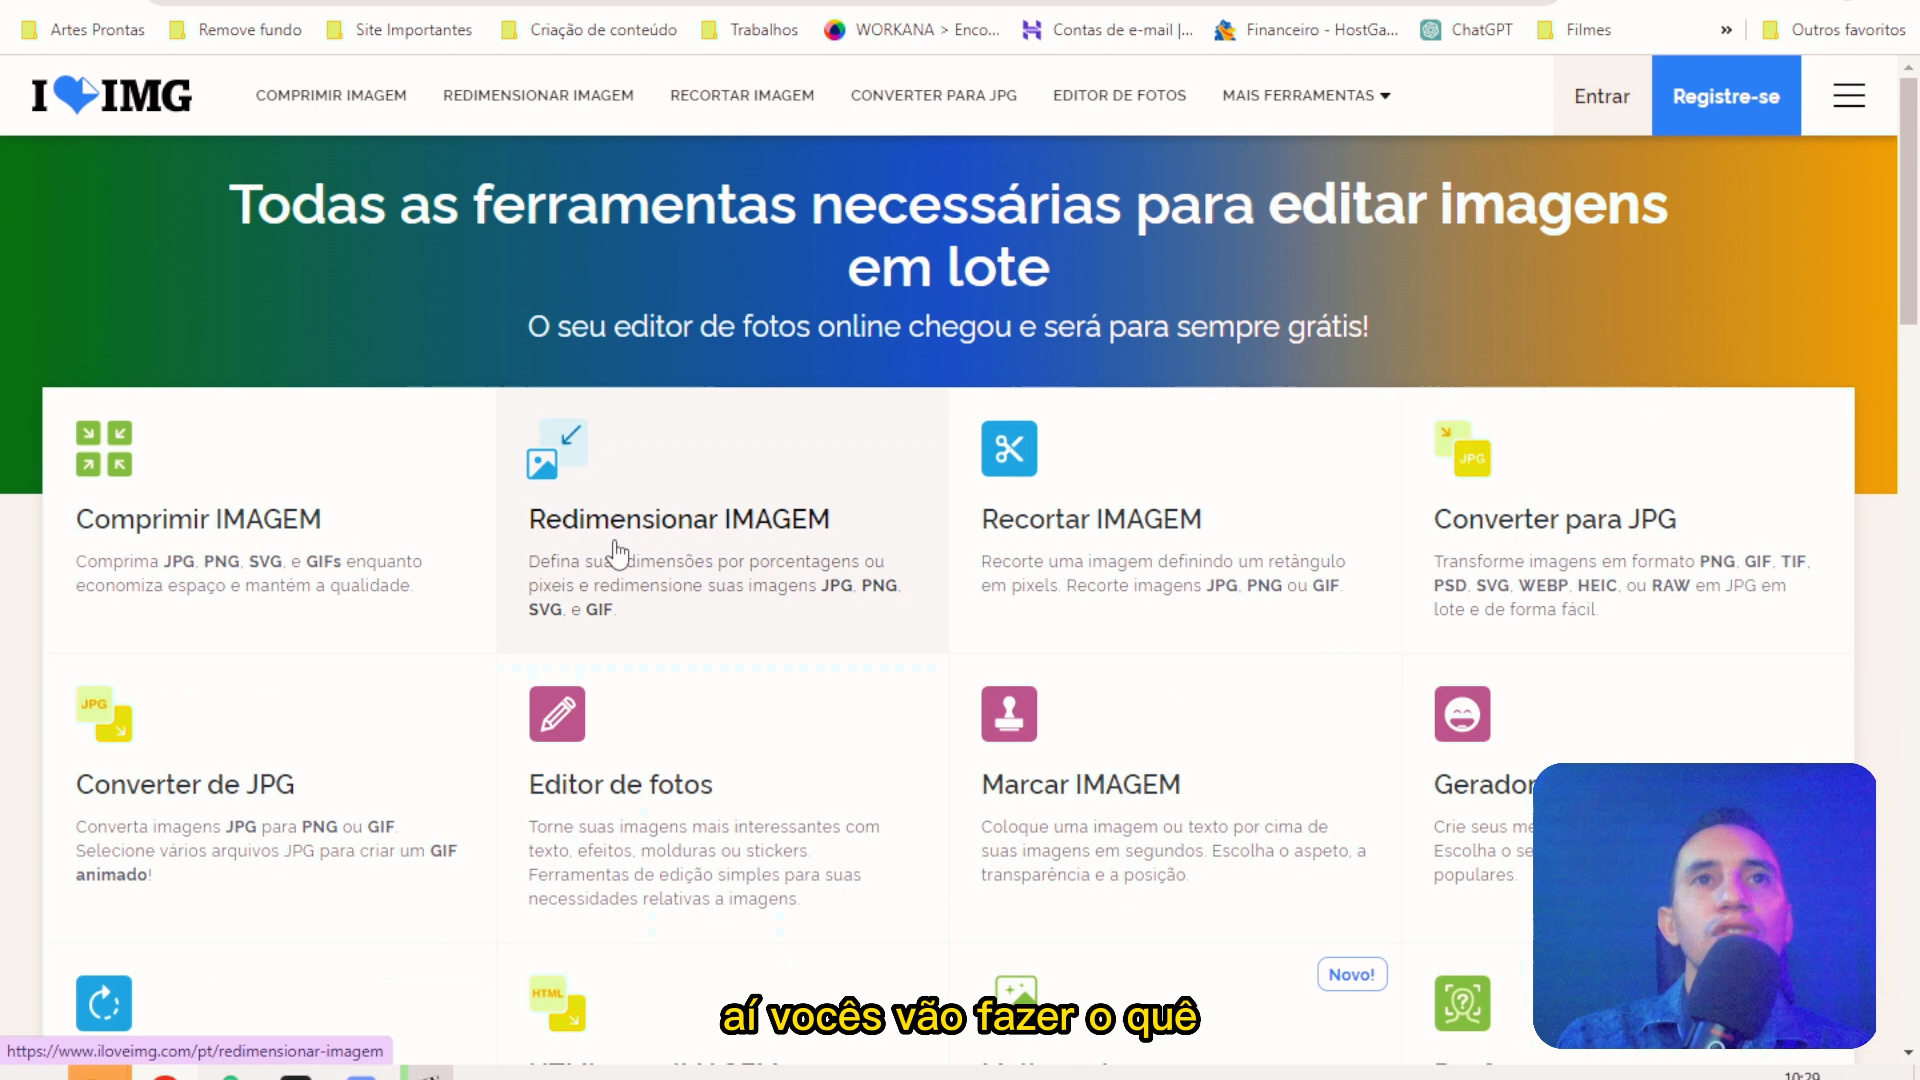 Artes Prontas
Remove fundo
Site Importantes
Criação de conteúdo
Trabalhos
WORKANA > Enco...
Contas de e-mail |...
Financeiro - HostGa...
ChatGPT
Filmes
»
Outros favoritos
I IMG
COMPRIMIR IMAGEM
REDIMENSIONAR IMAGEM
RECORTAR IMAGEM
CONVERTER PARA JPG
EDITOR DE FOTOS
MAIS FERRAMENTAS
Entrar
Registre-se
Todas as ferramentas necessárias para editar imagens
em lote
O seu editor de fotos online chegou e será para sempre grátis!
Comprimir IMAGEM
Comprima JPG, PNG, SVG, e GIFs enquanto
economiza espaço e mantém a qualidade.
Redimensionar IMAGEM
Defina suas dimensões por porcentagens ou
pixeis e redimensione suas imagens JPG, PNG,
SVG, e GIF.
Recortar IMAGEM
Recorte uma imagem definindo um retângulo
em pixels. Recorte imagens JPG, PNG ou GIF.
JPG
Converter para JPG
Transforme imagens em formato PNG, GIF, TIF,
PSD, SVG, WEBP, HEIC, ou RAW em JPG em
lote e de forma fácil.
JPG
Converter de JPG
Converta imagens JPG para PNG ou GIF.
Selecione vários arquivos JPG para criar um GIF
animado!
Editor de fotos
Torne suas imagens mais interessantes com
texto, efeitos, molduras ou stickers.
Ferramentas de edição simples para suas
necessidades relativas a imagens.
Marcar IMAGEM
Coloque uma imagem ou texto por cima de
suas imagens em segundos. Escolha o aspeto, a
transparência e a posição.
Gerador
Crie seus me
Escolha o se
populares.
HTML
Novo!
aí vocês vão fazer o quê
https://www.iloveimg.com/pt/redimensionar-imagem
10:29